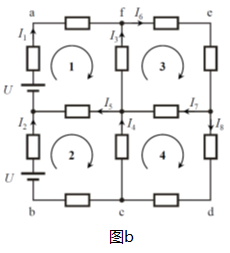 a f e
I₁ I₃ I₆
1 3
U
I₅ I₇
I₂ I₄ I₈
2 4
U
b c d
图b